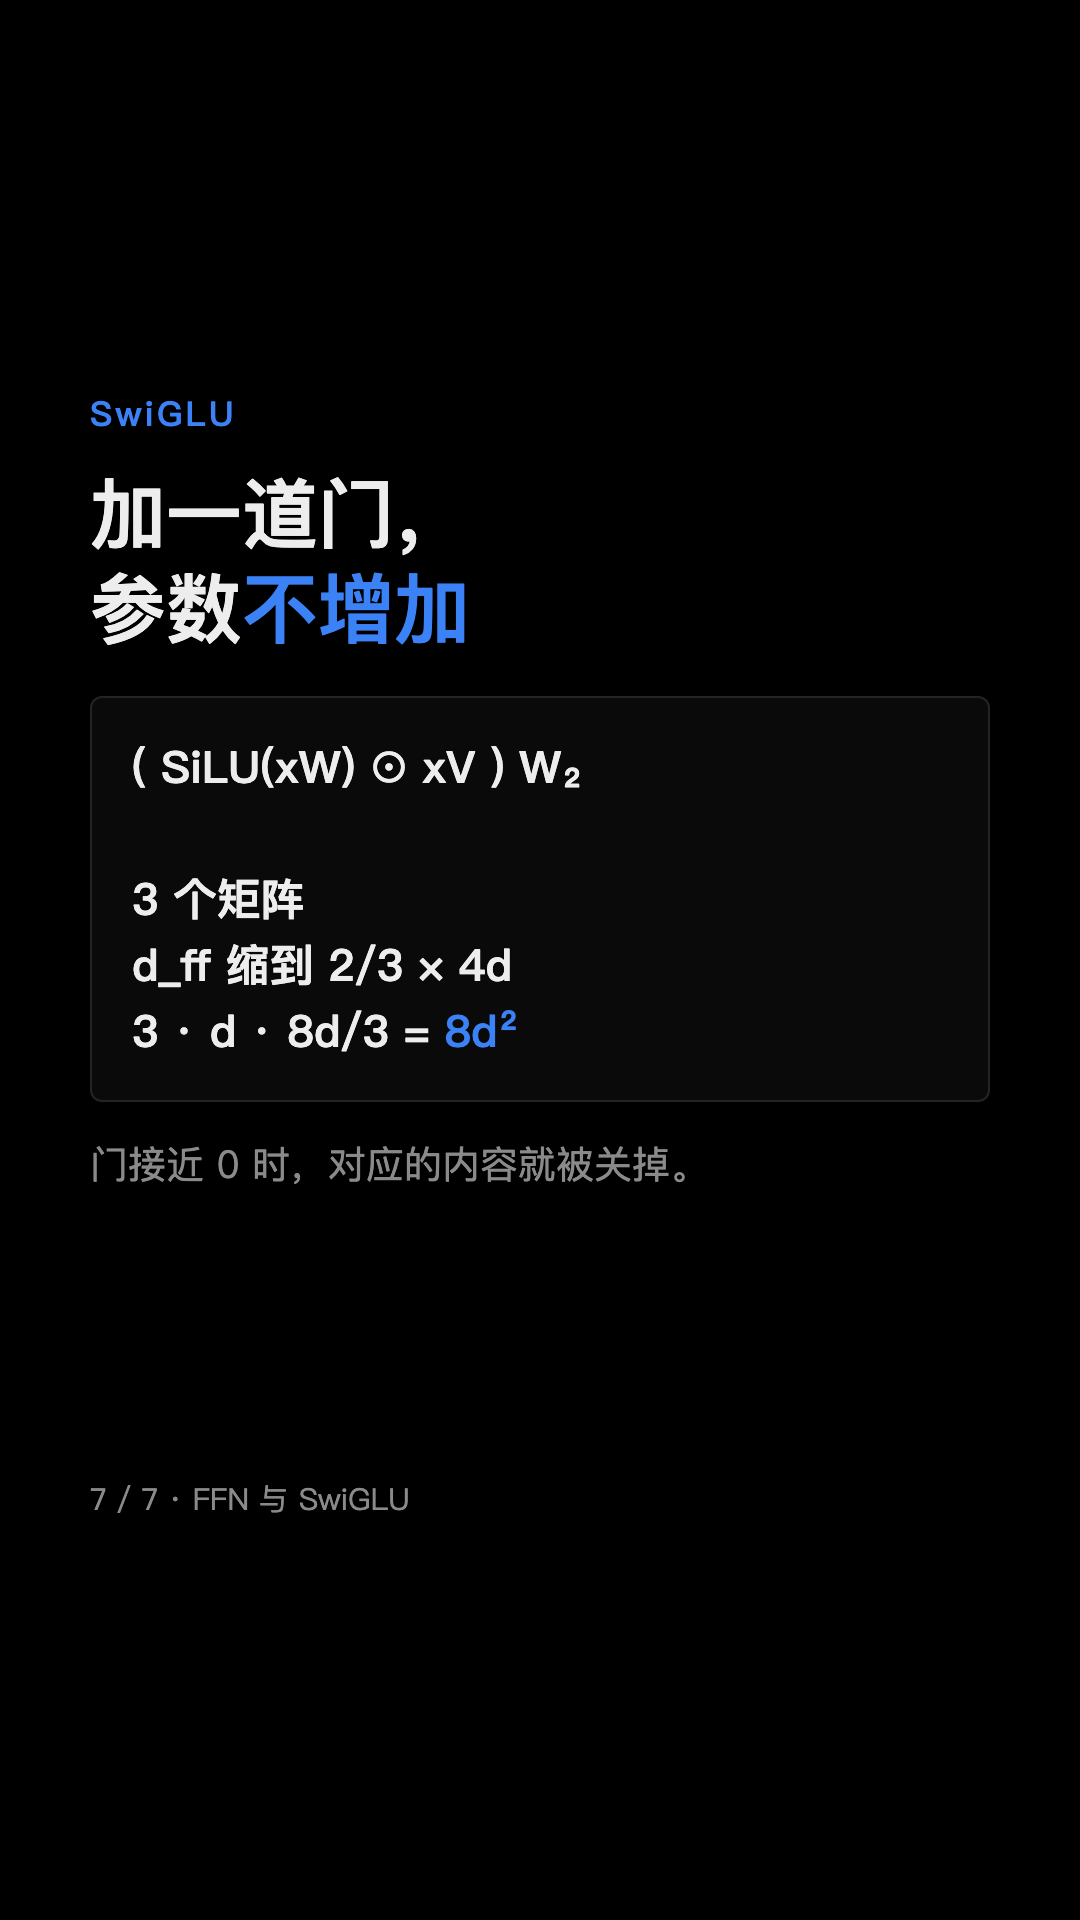 SwiGLU
加一道门，
参数不增加
( SiLU(xW) ⊙ xV ) W₂
3 个矩阵
d_ff 缩到 2/3 × 4d
3 · d · 8d/3 = 8d²
门接近 0 时，对应的内容就被关掉。
7 / 7 · FFN 与 SwiGLU